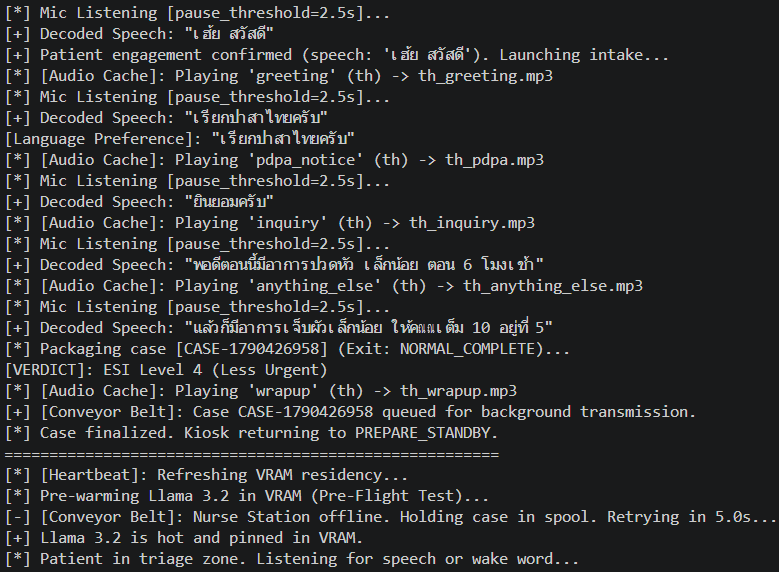 [*] Mic Listening [pause_threshold=2.5s]...
[+] Decoded Speech: "เฮ้ย สวัสดี"
[+] Patient engagement confirmed (speech: 'เฮ้ย สวัสดี'). Launching intake...
[*] [Audio Cache]: Playing 'greeting' (th) -> th_greeting.mp3
[*] Mic Listening [pause_threshold=2.5s]...
[+] Decoded Speech: "เรียกปาสาไทยครับ"
[Language Preference]: "เรียกปาสาไทยครับ"
[*] [Audio Cache]: Playing 'pdpa_notice' (th) -> th_pdpa.mp3
[*] Mic Listening [pause_threshold=2.5s]...
[+] Decoded Speech: "ยินยอมครับ"
[*] [Audio Cache]: Playing 'inquiry' (th) -> th_inquiry.mp3
[*] Mic Listening [pause_threshold=2.5s]...
[+] Decoded Speech: "พอดีตอนนี้มีอาการปวดหัว เล็กน้อย ตอน 6 โมงเช้า"
[*] [Audio Cache]: Playing 'anything_else' (th) -> th_anything_else.mp3
[*] Mic Listening [pause_threshold=2.5s]...
[+] Decoded Speech: "แล้วก็มีอาการเจ็บหัวเล็กน้อย ให้คะแนนเต็ม 10 อยู่ที่ 5"
[*] Packaging case [CASE-1790426958] (Exit: NORMAL_COMPLETE)...
[VERDICT]: ESI Level 4 (Less Urgent)
[*] [Audio Cache]: Playing 'wrapup' (th) -> th_wrapup.mp3
[+] [Conveyor Belt]: Case CASE-1790426958 queued for background transmission.
[*] Case finalized. Kiosk returning to PREPARE_STANDBY.
=======================================================
[*] [Heartbeat]: Refreshing VRAM residency...
[*] Pre-warming Llama 3.2 in VRAM (Pre-Flight Test)...
[-] [Conveyor Belt]: Nurse Station offline. Holding case in spool. Retrying in 5.0s...
[+] Llama 3.2 is hot and pinned in VRAM.
[*] Patient in triage zone. Listening for speech or wake word...